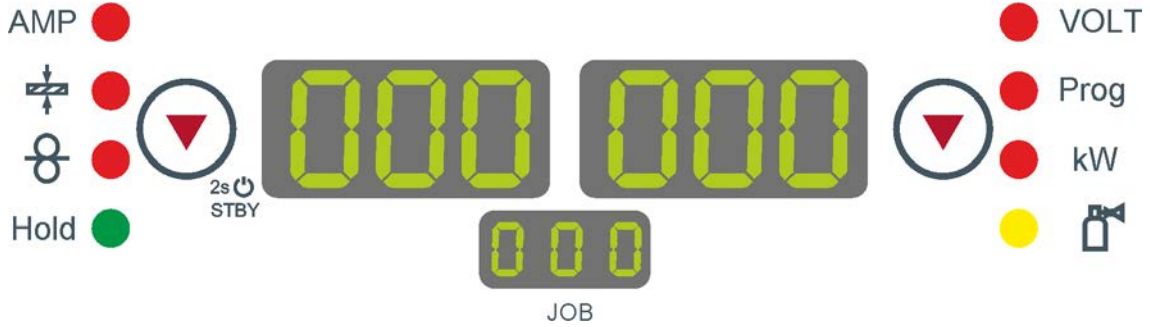 AMP
VOLT
000 000
Prog
kW
2s
STBY
Hold
000
JOB